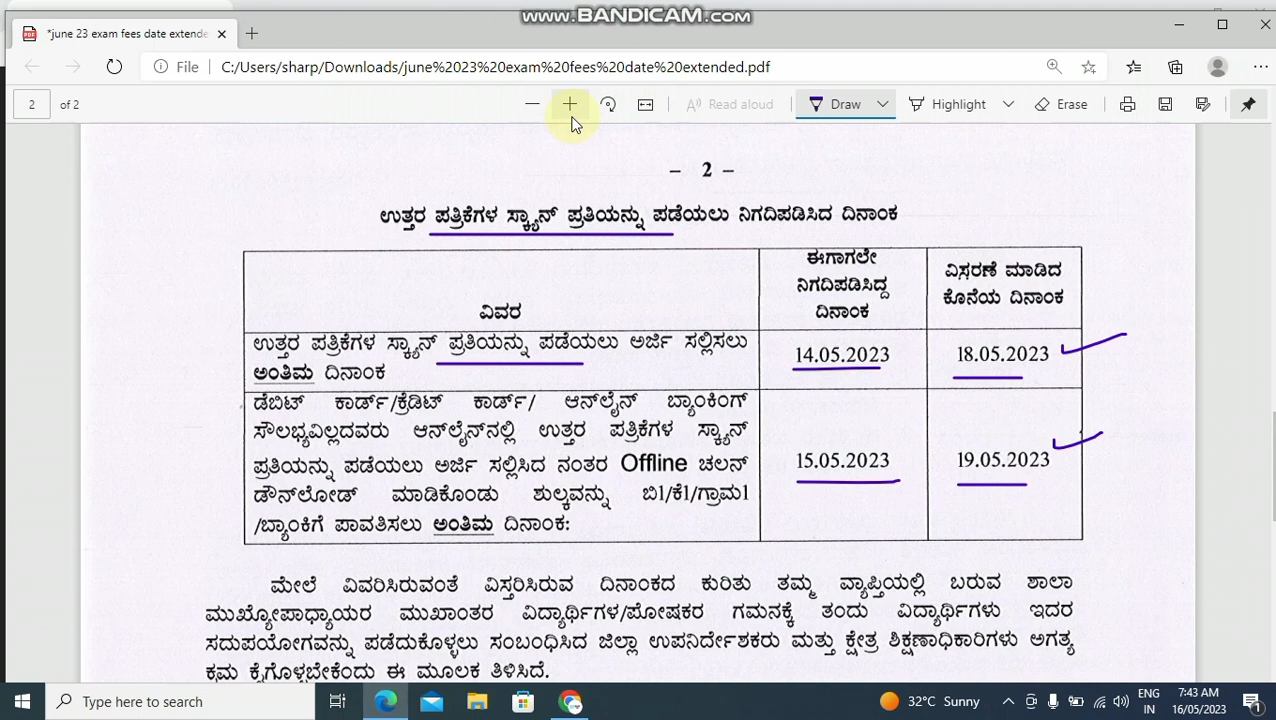 www.BANDICAM.com
*june 23 exam fees date extende
File C:/Users/sharp/Downloads/june%2023%20exam%20fees%20date%20extended.pdf
2 of 2 Read aloud Draw Highlight Erase
– 2 –
ಉತ್ತರ ಪತ್ರಿಕೆಗಳ ಸ್ಕ್ಯಾನ್ ಪ್ರತಿಯನ್ನು ಪಡೆಯಲು ನಿಗದಿಪಡಿಸಿದ ದಿನಾಂಕ
ವಿವರ
ಈಗಾಗಲೇ
ನಿಗದಿಪಡಿಸಿದ್ದ
ದಿನಾಂಕ
ವಿಸ್ತರಣೆ ಮಾಡಿದ
ಕೊನೆಯ ದಿನಾಂಕ
ಉತ್ತರ ಪತ್ರಿಕೆಗಳ ಸ್ಕ್ಯಾನ್ ಪ್ರತಿಯನ್ನು ಪಡೆಯಲು ಅರ್ಜಿ ಸಲ್ಲಿಸಲು
ಅಂತಿಮ ದಿನಾಂಕ
14.05.2023
18.05.2023
ಡೆಬಿಟ್ ಕಾರ್ಡ್/ಕ್ರೆಡಿಟ್ ಕಾರ್ಡ್/ ಆನ್‌ಲೈನ್ ಬ್ಯಾಂಕಿಂಗ್
ಸೌಲಭ್ಯವಿಲ್ಲದವರು ಆನ್‌ಲೈನ್‌ನಲ್ಲಿ ಉತ್ತರ ಪತ್ರಿಕೆಗಳ ಸ್ಕ್ಯಾನ್
ಪ್ರತಿಯನ್ನು ಪಡೆಯಲು ಅರ್ಜಿ ಸಲ್ಲಿಸಿದ ನಂತರ Offline ಚಲನ್
ಡೌನ್‌ಲೋಡ್ ಮಾಡಿಕೊಂಡು ಶುಲ್ಕವನ್ನು ಬಿ1/ಕೆ1/ಗ್ರಾಮ1
/ಬ್ಯಾಂಕಿಗೆ ಪಾವತಿಸಲು ಅಂತಿಮ ದಿನಾಂಕ:
15.05.2023
19.05.2023
ಮೇಲೆ ವಿವರಿಸಿರುವಂತೆ ವಿಸ್ತರಿಸಿರುವ ದಿನಾಂಕದ ಕುರಿತು ತಮ್ಮ ವ್ಯಾಪ್ತಿಯಲ್ಲಿ ಬರುವ ಶಾಲಾ
ಮುಖ್ಯೋಪಾಧ್ಯಾಯರ ಮುಖಾಂತರ ವಿದ್ಯಾರ್ಥಿಗಳ/ಪೋಷಕರ ಗಮನಕ್ಕೆ ತಂದು ವಿದ್ಯಾರ್ಥಿಗಳು ಇದರ
ಸದುಪಯೋಗವನ್ನು ಪಡೆದುಕೊಳ್ಳಲು ಸಂಬಂಧಿಸಿದ ಜಿಲ್ಲಾ ಉಪನಿರ್ದೇಶಕರು ಮತ್ತು ಕ್ಷೇತ್ರ ಶಿಕ್ಷಣಾಧಿಕಾರಿಗಳು ಅಗತ್ಯ
ಕ್ರಮ ಕೈಗೊಳ್ಳಬೇಕೆಂದು ಈ ಮೂಲಕ ತಿಳಿಸಿದೆ.
Type here to search
32°C Sunny
ENG
IN
7:43 AM
16/05/2023
1